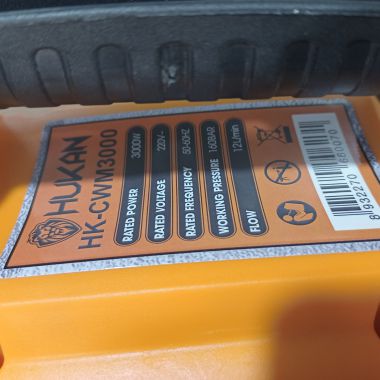 HUKAN
HK-CWM3000
RATED POWER 3000W
RATED VOLTAGE 220V~
RATED FREQUENCY 50-60HZ
WORKING PRESSURE 160BAR
FLOW 12L/min